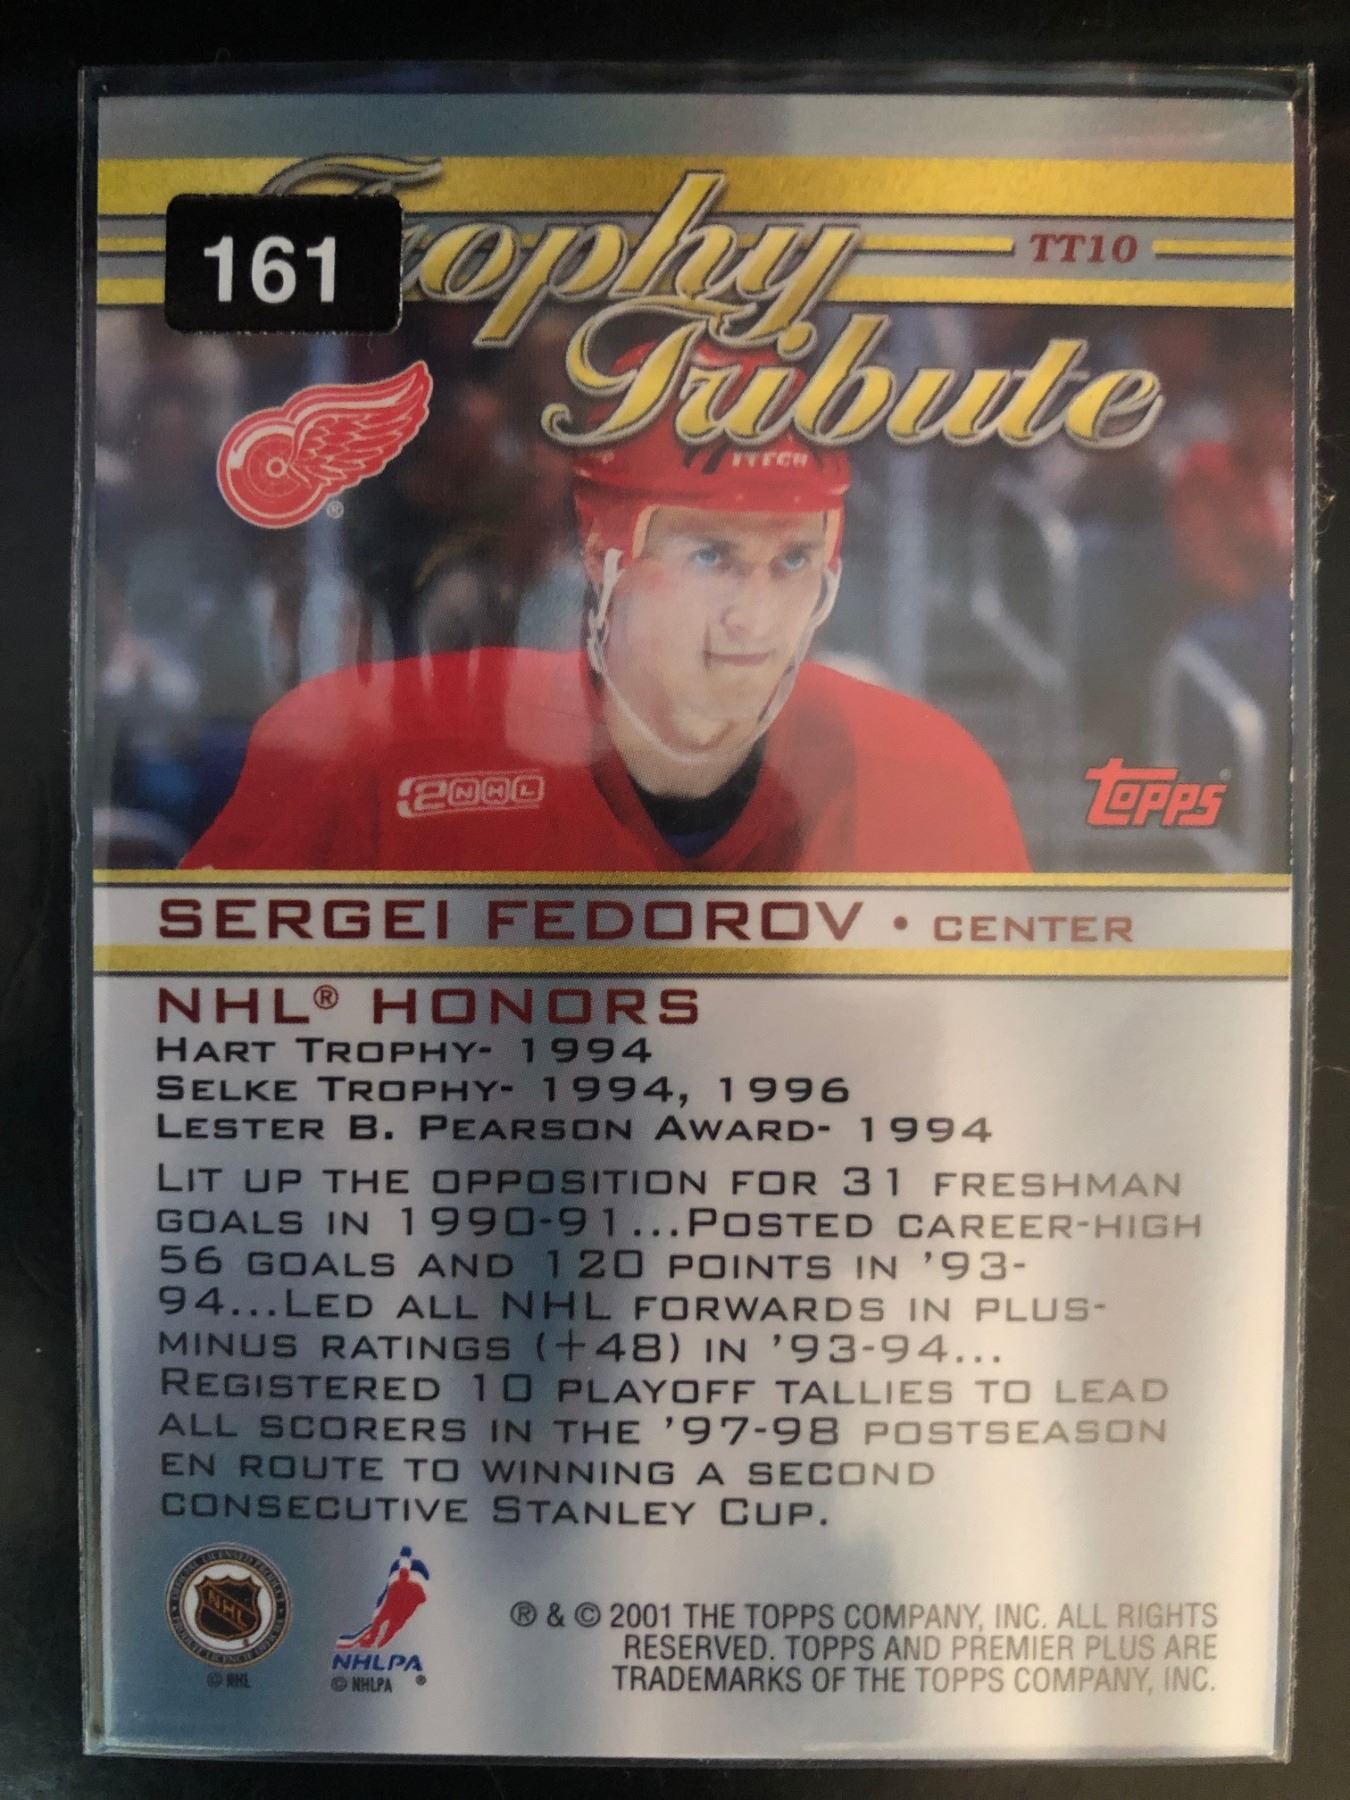 161
Trophy
TT10
Tribute
ITECH
®
2NHL
TOPPS®
SERGEI FEDOROV • CENTER
NHL® HONORS
HART TROPHY- 1994
SELKE TROPHY- 1994, 1996
LESTER B. PEARSON AWARD- 1994
LIT UP THE OPPOSITION FOR 31 FRESHMAN
GOALS IN 1990-91...POSTED CAREER-HIGH
56 GOALS AND 120 POINTS IN '93-
94...LED ALL NHL FORWARDS IN PLUS-
MINUS RATINGS (+48) IN '93-94...
REGISTERED 10 PLAYOFF TALLIES TO LEAD
ALL SCORERS IN THE '97-98 POSTSEASON
EN ROUTE TO WINNING A SECOND
CONSECUTIVE STANLEY CUP.
NHL
© NHL
NHLPA
© NHLPA ®
® & © 2001 THE TOPPS COMPANY, INC. ALL RIGHTS
RESERVED. TOPPS AND PREMIER PLUS ARE
TRADEMARKS OF THE TOPPS COMPANY, INC.